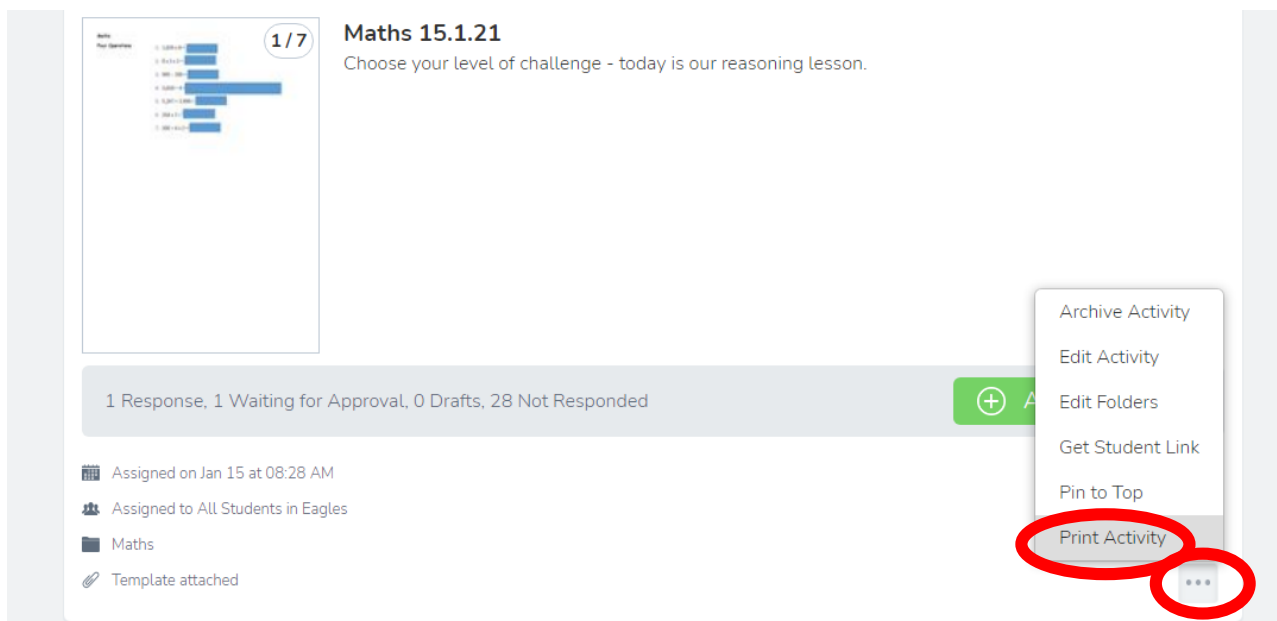 Maths
Four Operations
1/7
Maths 15.1.21
Choose your level of challenge - today is our reasoning lesson.
Archive Activity
Edit Activity
1 Response, 1 Waiting for Approval, 0 Drafts, 28 Not Responded
A
Edit Folders
Get Student Link
Assigned on Jan 15 at 08:28 AM
Pin to Top
Assigned to All Students in Eagles
Print Activity
Maths
Template attached